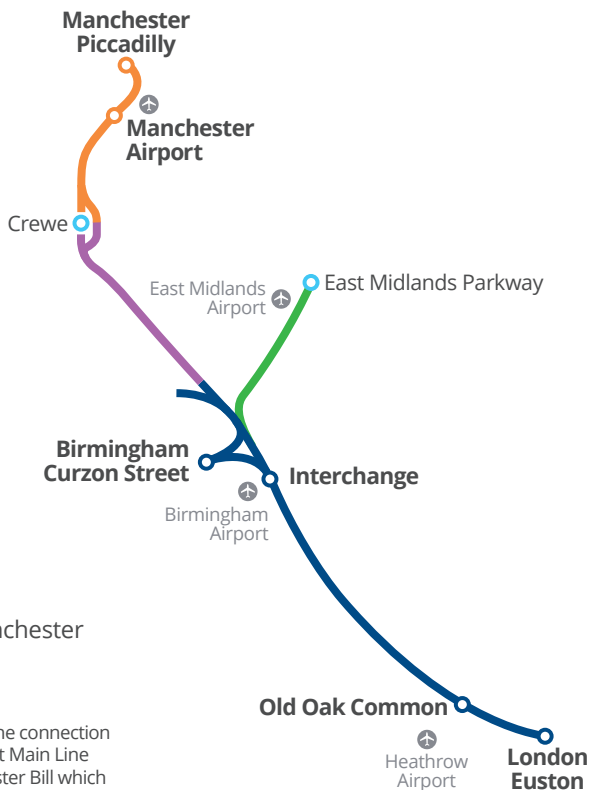 Manchester
Piccadilly
Manchester
Airport
Crewe
East Midlands
Airport
East Midlands Parkway
Birmingham
Curzon Street
Interchange
Birmingham
Airport
nchester
Old Oak Common
ne connection
t Main Line
ster Bill which
Heathrow
Airport
London
Euston